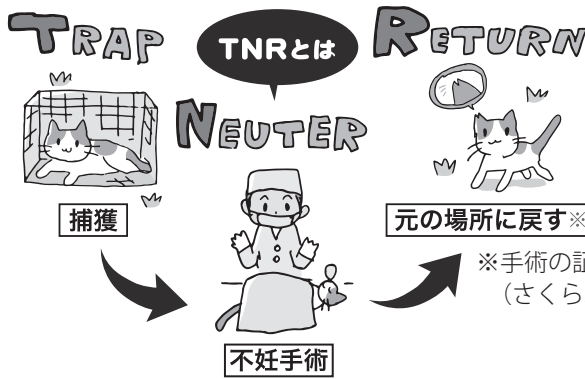 TRAP
TNRとは
RETURN
NEUTER
捕獲
元の場所に戻す※
※手術の証
(さくら
不妊手術